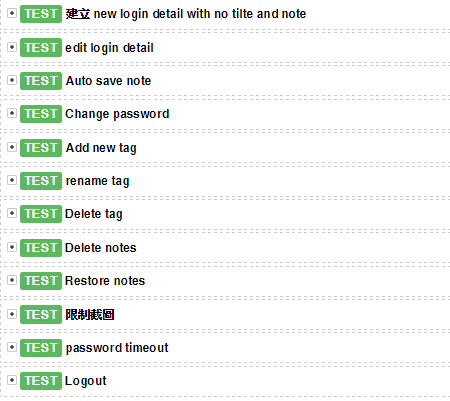 TEST 建立 new login detail with no tilte and note
TEST edit login detail
TEST Auto save note
TEST Change password
TEST Add new tag
TEST rename tag
TEST Delete tag
TEST Delete notes
TEST Restore notes
TEST 限制截圖
TEST password timeout
TEST Logout